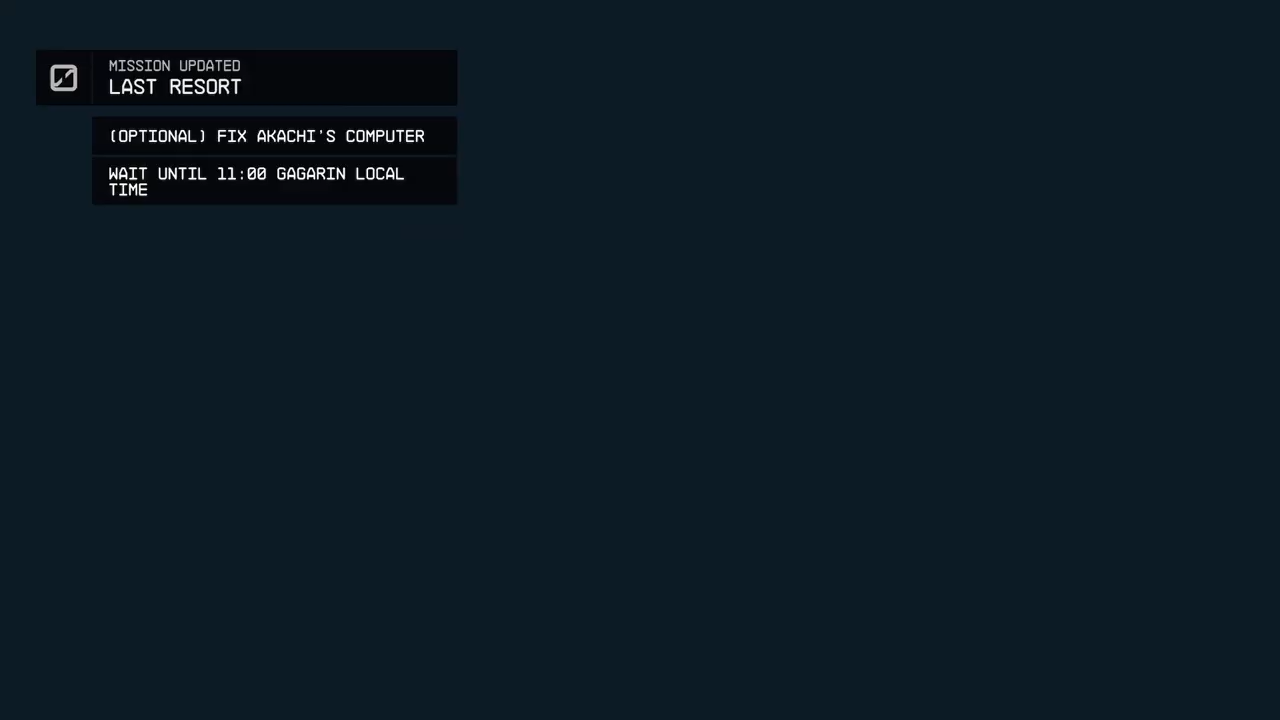 MISSION UPDATED
LAST RESORT
(OPTIONAL) FIX AKACHI'S COMPUTER
WAIT UNTIL 11:00 GAGARIN LOCAL
TIME